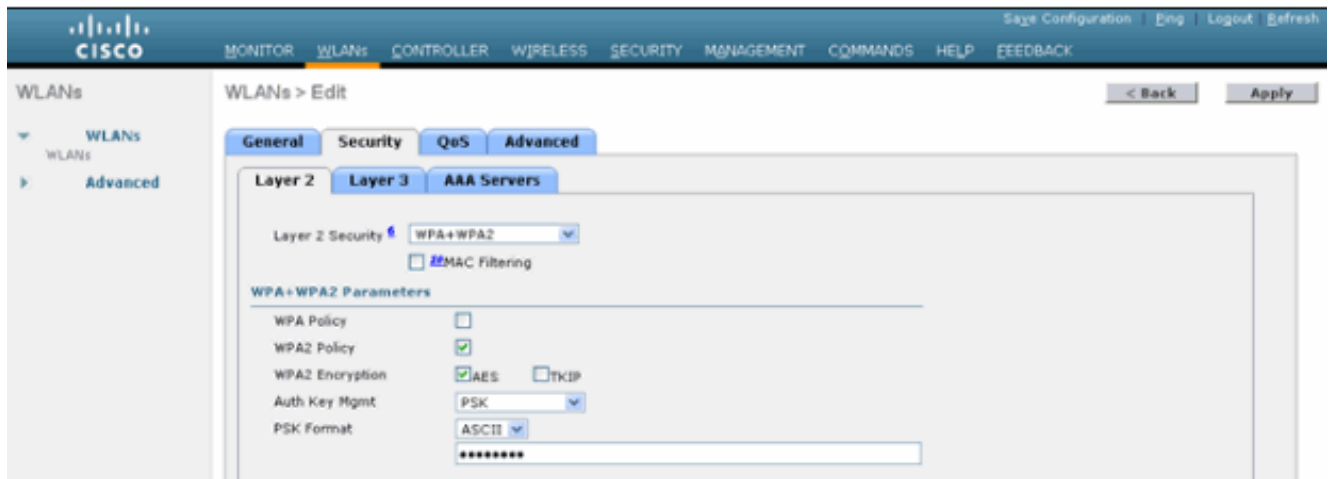 Save Configuration | Ping | Logout | Refresh
CISCO
MONITOR WLANs CONTROLLER WIRELESS SECURITY MANAGEMENT COMMANDS HELP FEEDBACK
WLANs
WLANs > Edit
< Back
Apply
WLANs
WLANs
Advanced
General Security QoS Advanced
Layer 2 Layer 3 AAA Servers
Layer 2 Security 6 WPA+WPA2
MAC Filtering
WPA+WPA2 Parameters
WPA Policy
WPA2 Policy
WPA2 Encryption AES TKIP
Auth Key Mgmt PSK
PSK Format ASCII
••••••••